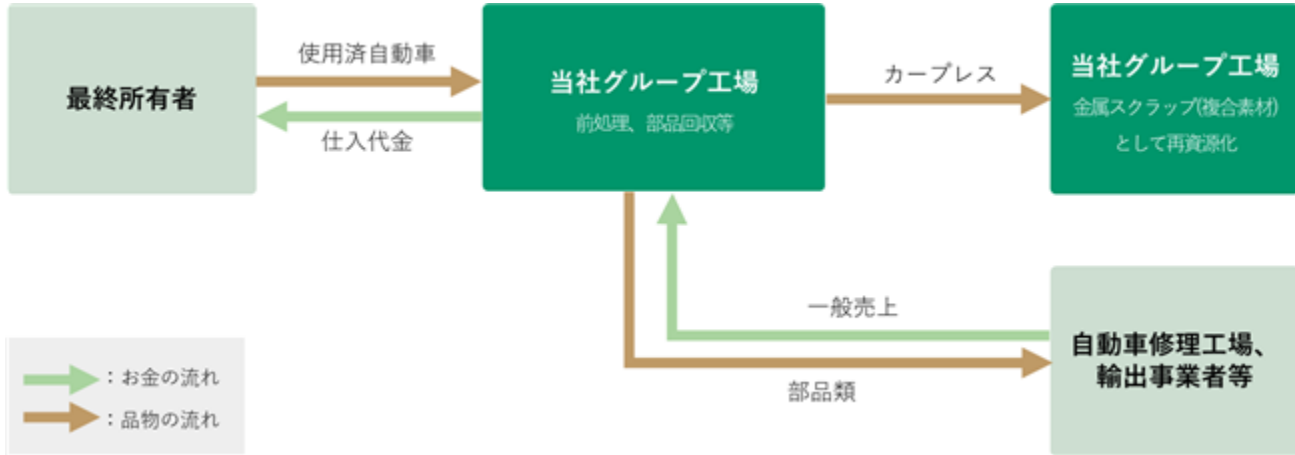 最終所有者
使用済自動車
仕入代金
当社グループ工場
前処理、部品回収等
カープレス
当社グループ工場
金属スクラップ(複合素材)
として再資源化
一般売上
部品類
自動車修理工場、
輸出事業者等
：お金の流れ
：品物の流れ